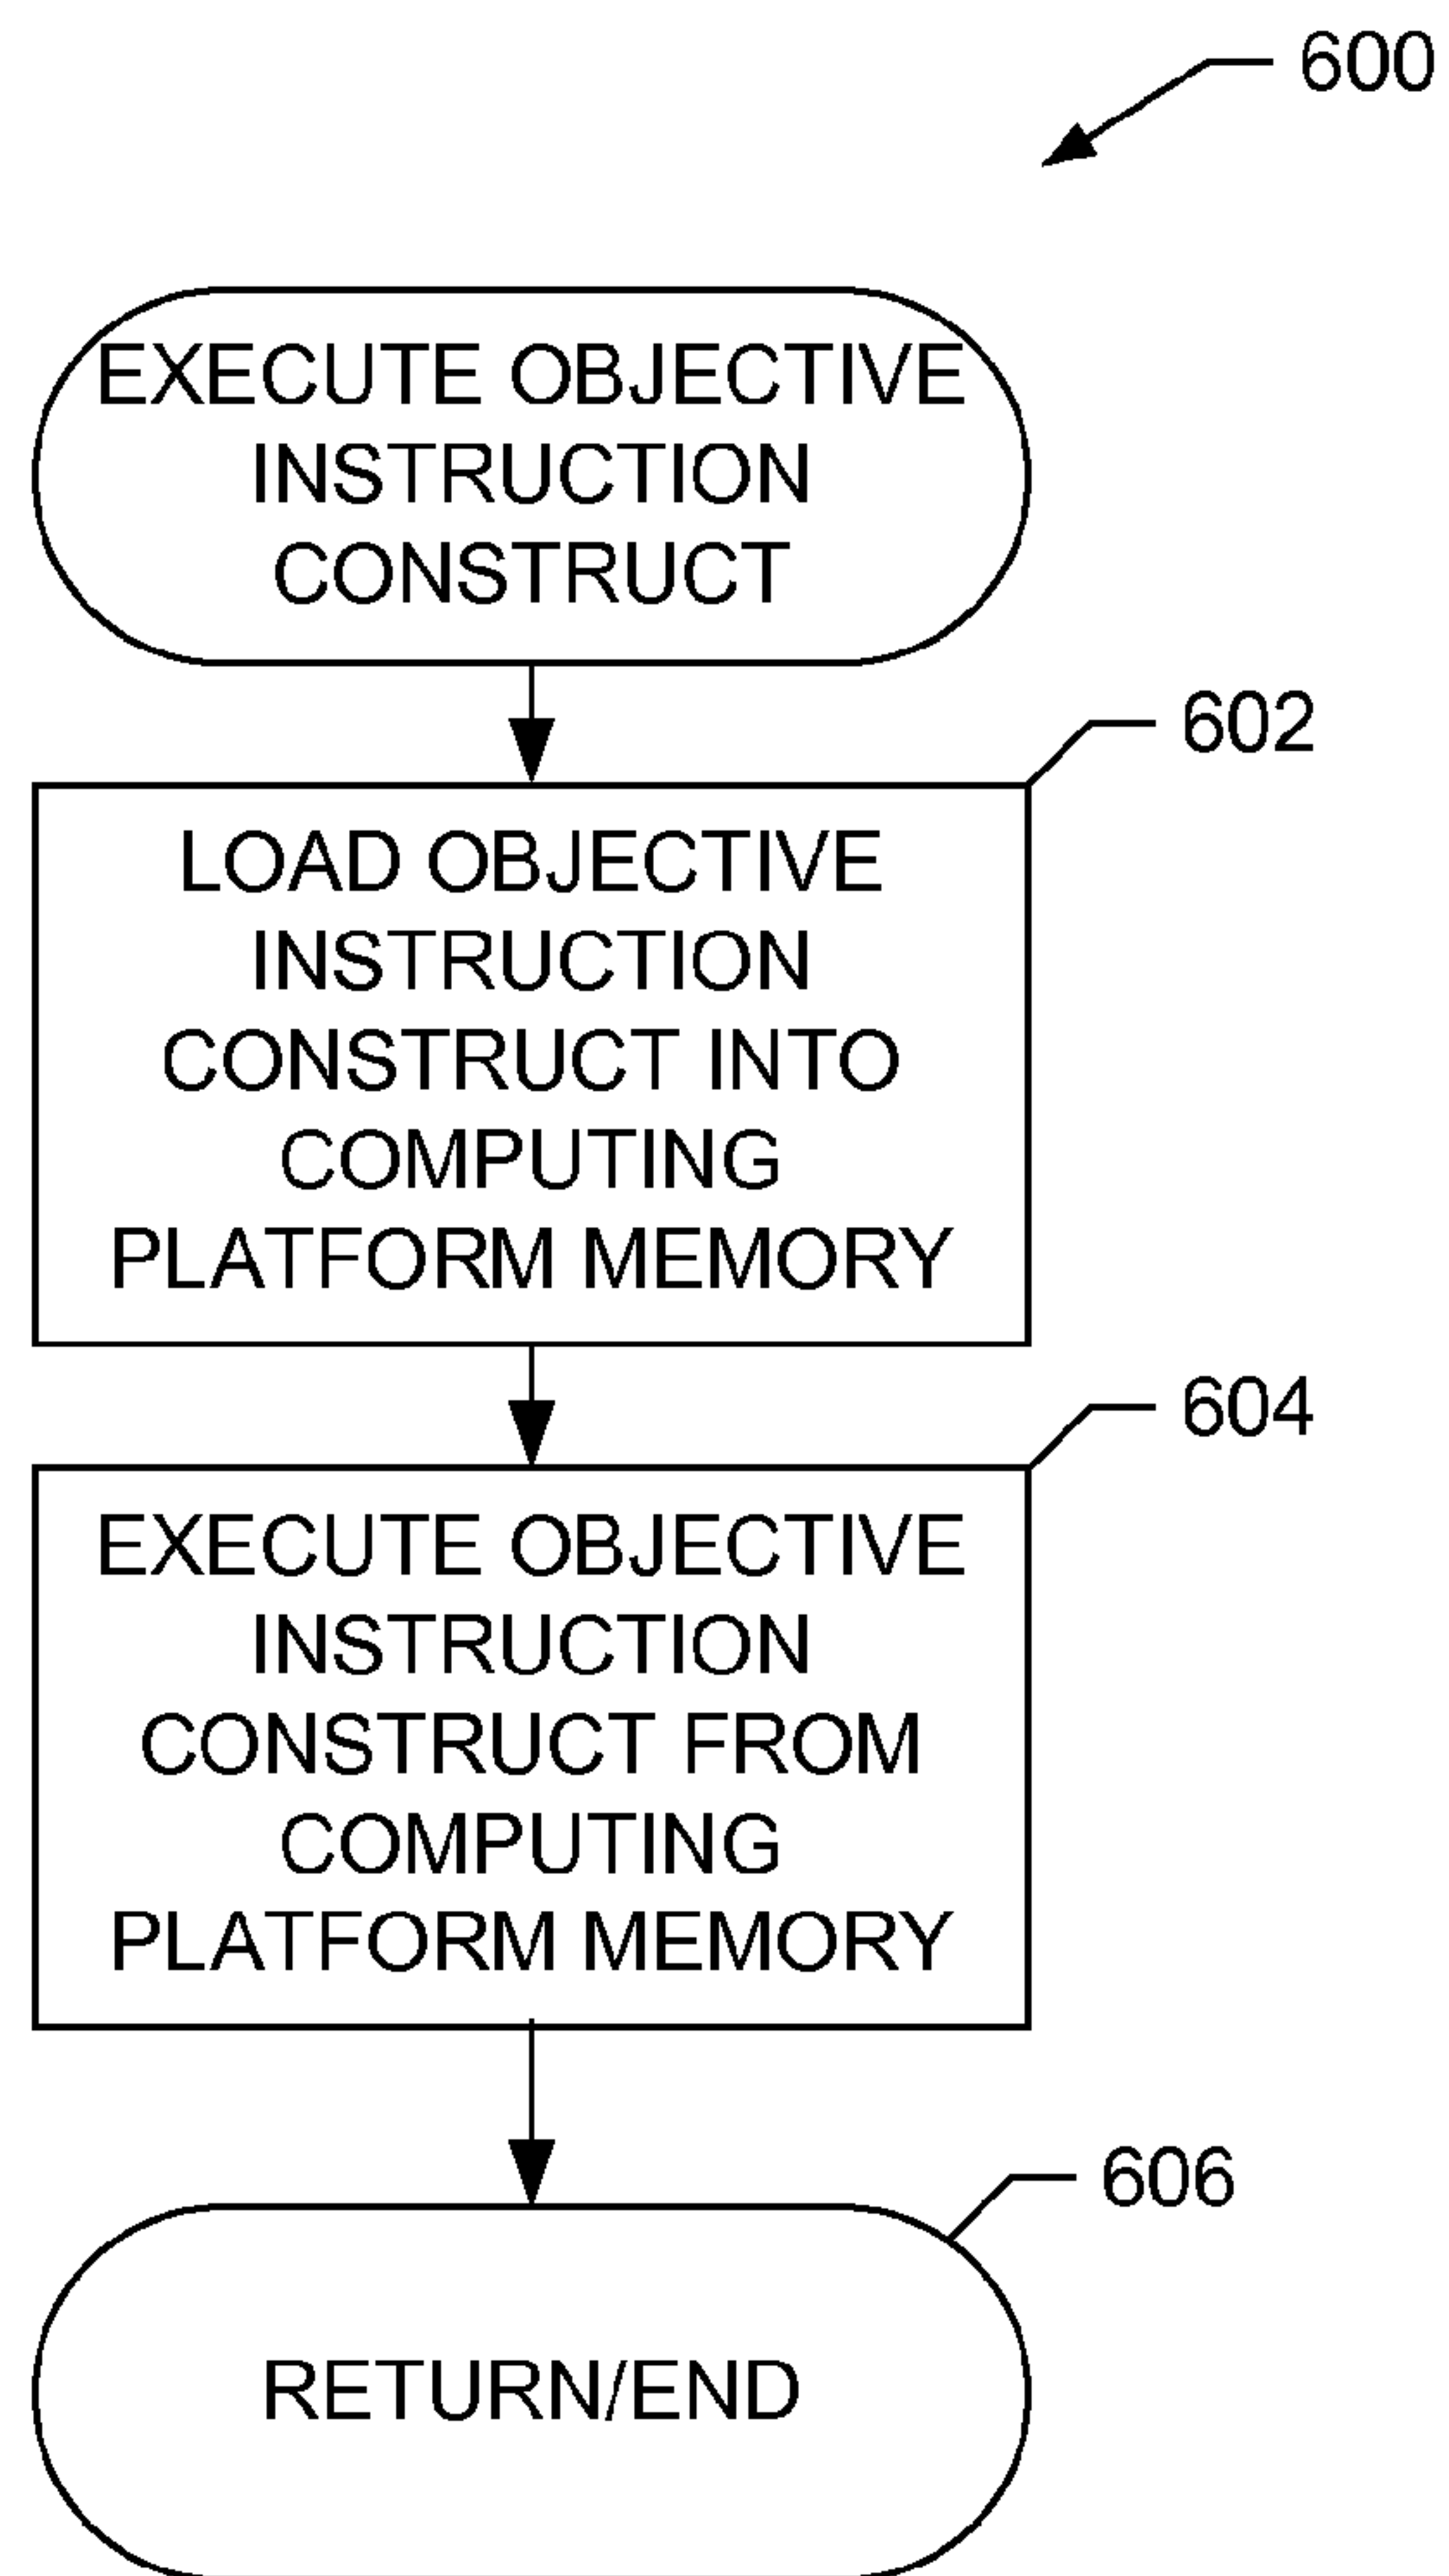 600
EXECUTE OBJECTIVE
INSTRUCTION
CONSTRUCT
602
LOAD OBJECTIVE
INSTRUCTION
CONSTRUCT INTO
COMPUTING
PLATFORM MEMORY
604
EXECUTE OBJECTIVE
INSTRUCTION
CONSTRUCT FROM
COMPUTING
PLATFORM MEMORY
606
RETURN/END